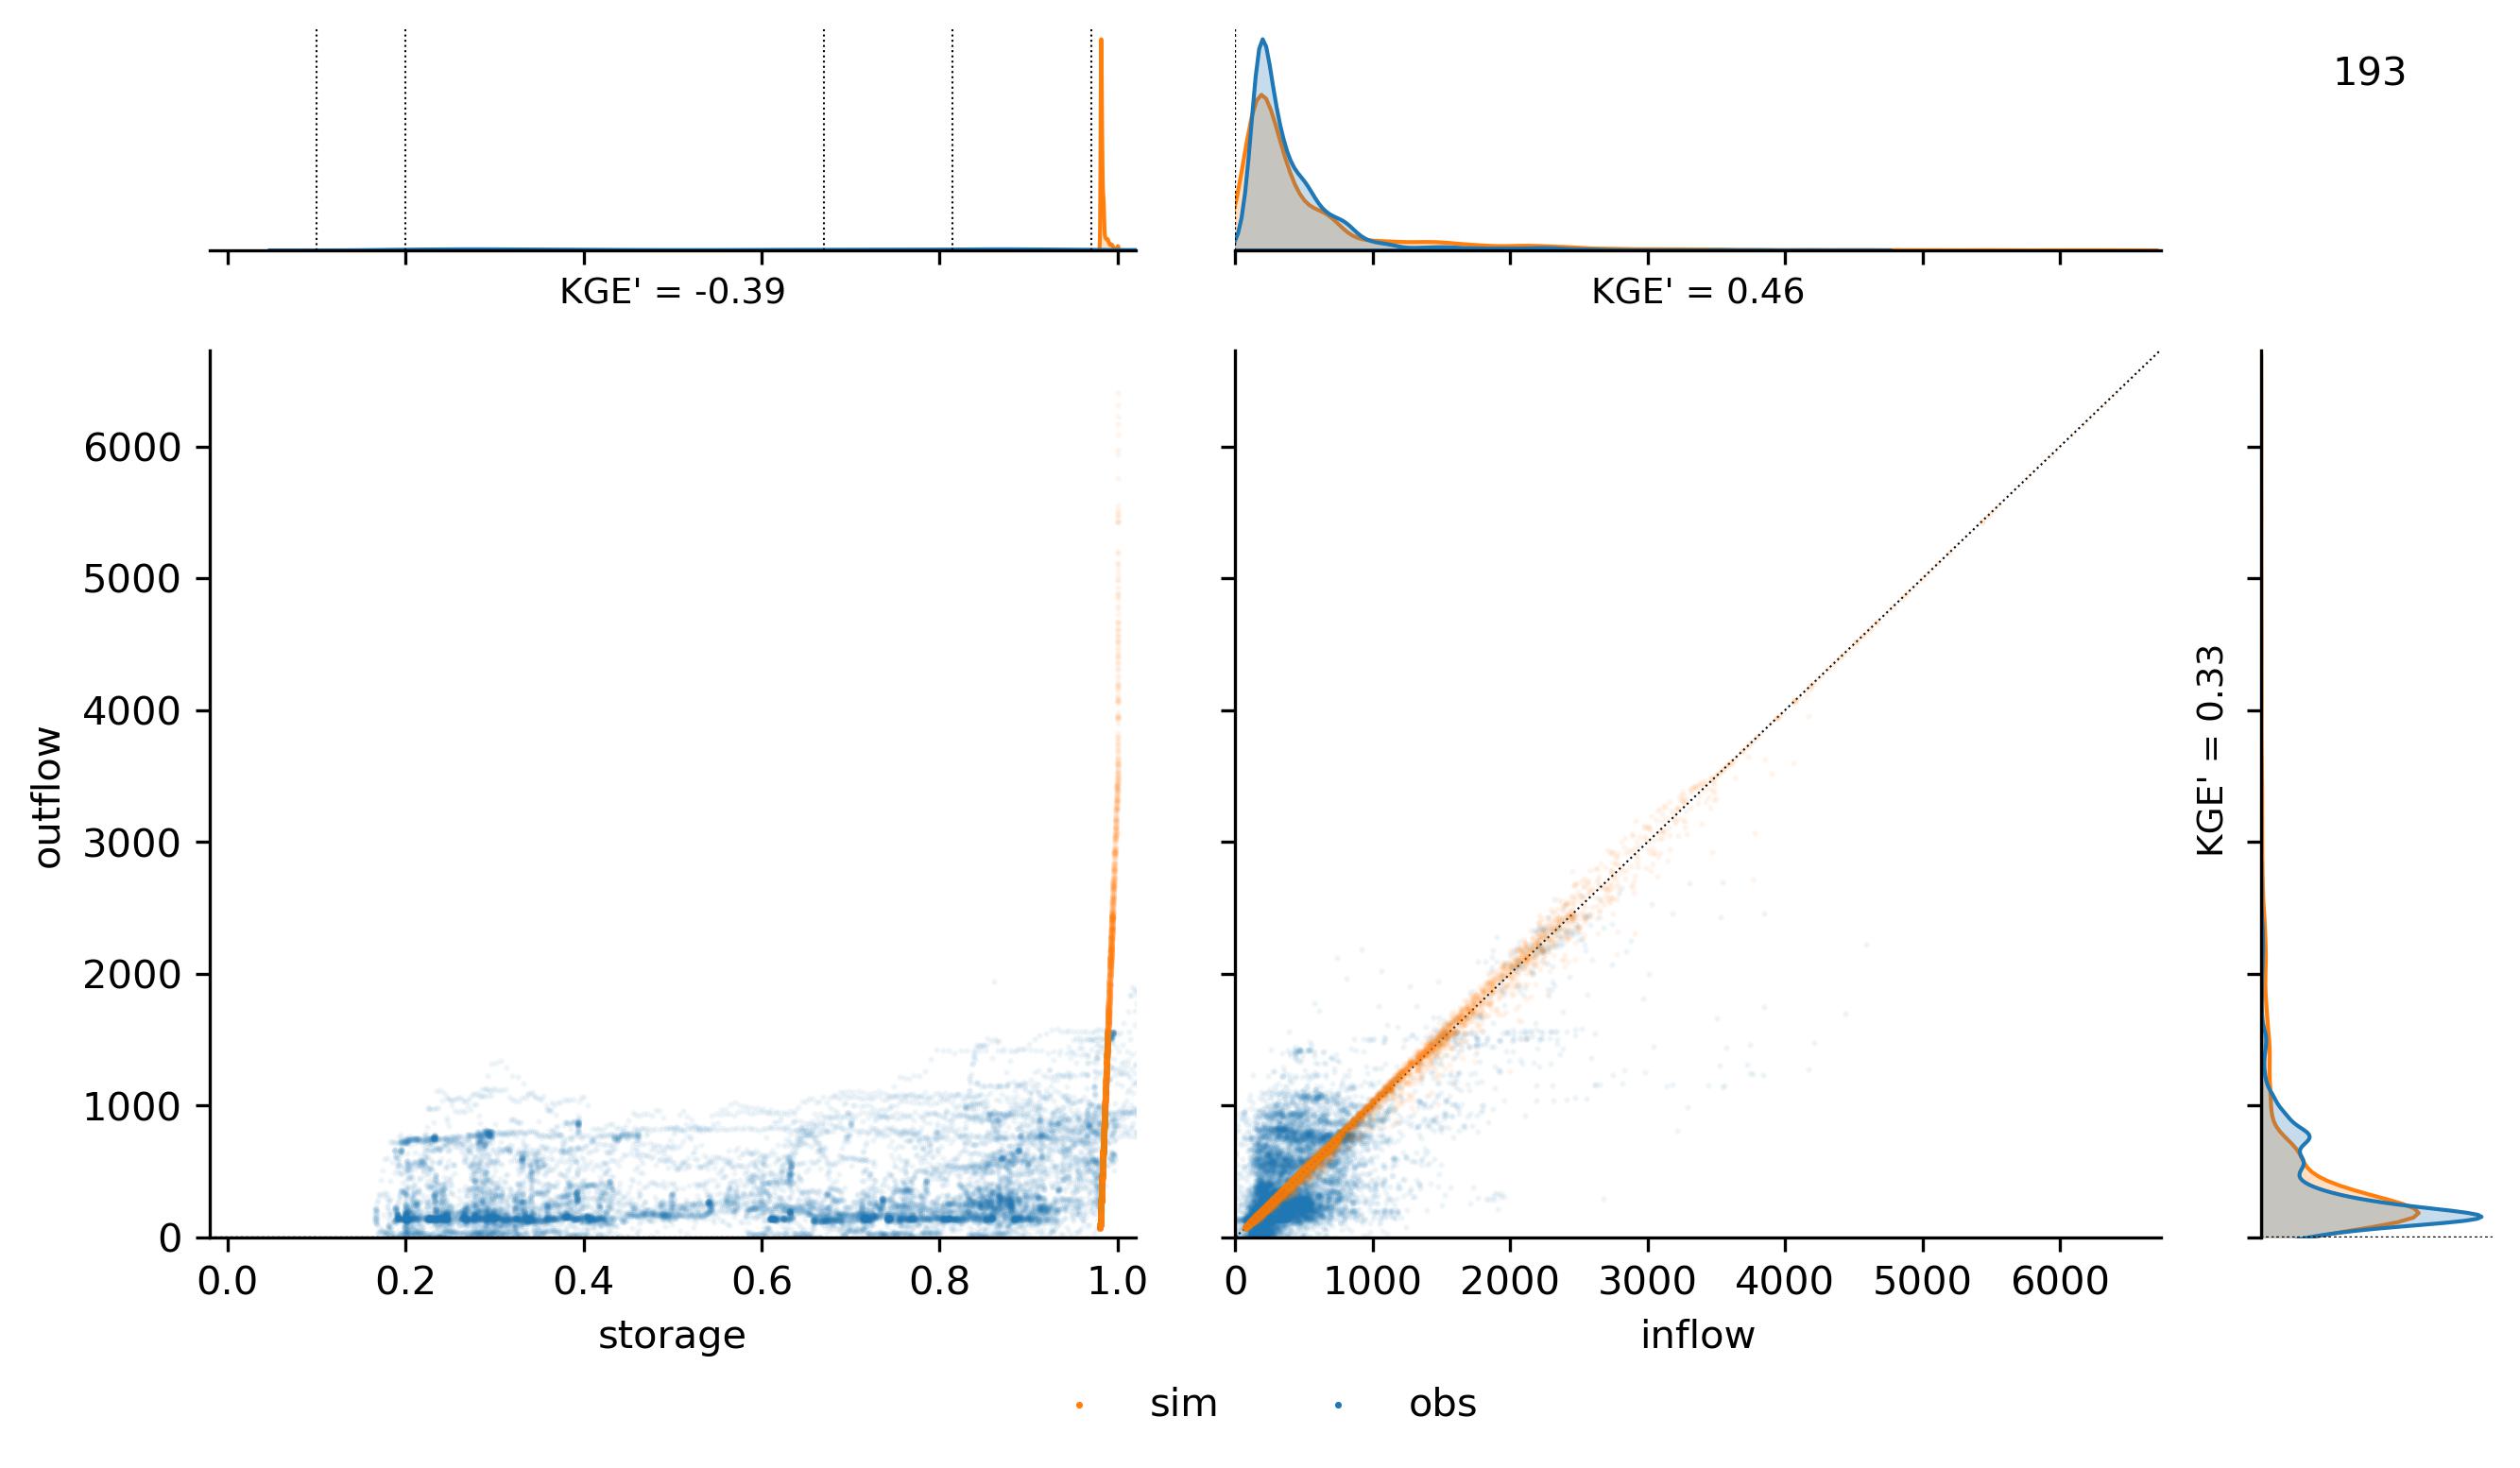 193
KGE' = -0.39
KGE' = 0.46
outflow
6000
5000
4000
3000
2000
1000
0
KGE' = 0.33
0.0 0.2 0.4 0.6 0.8 1.0
0 1000 2000 3000 4000 5000 6000
storage
inflow
sim obs